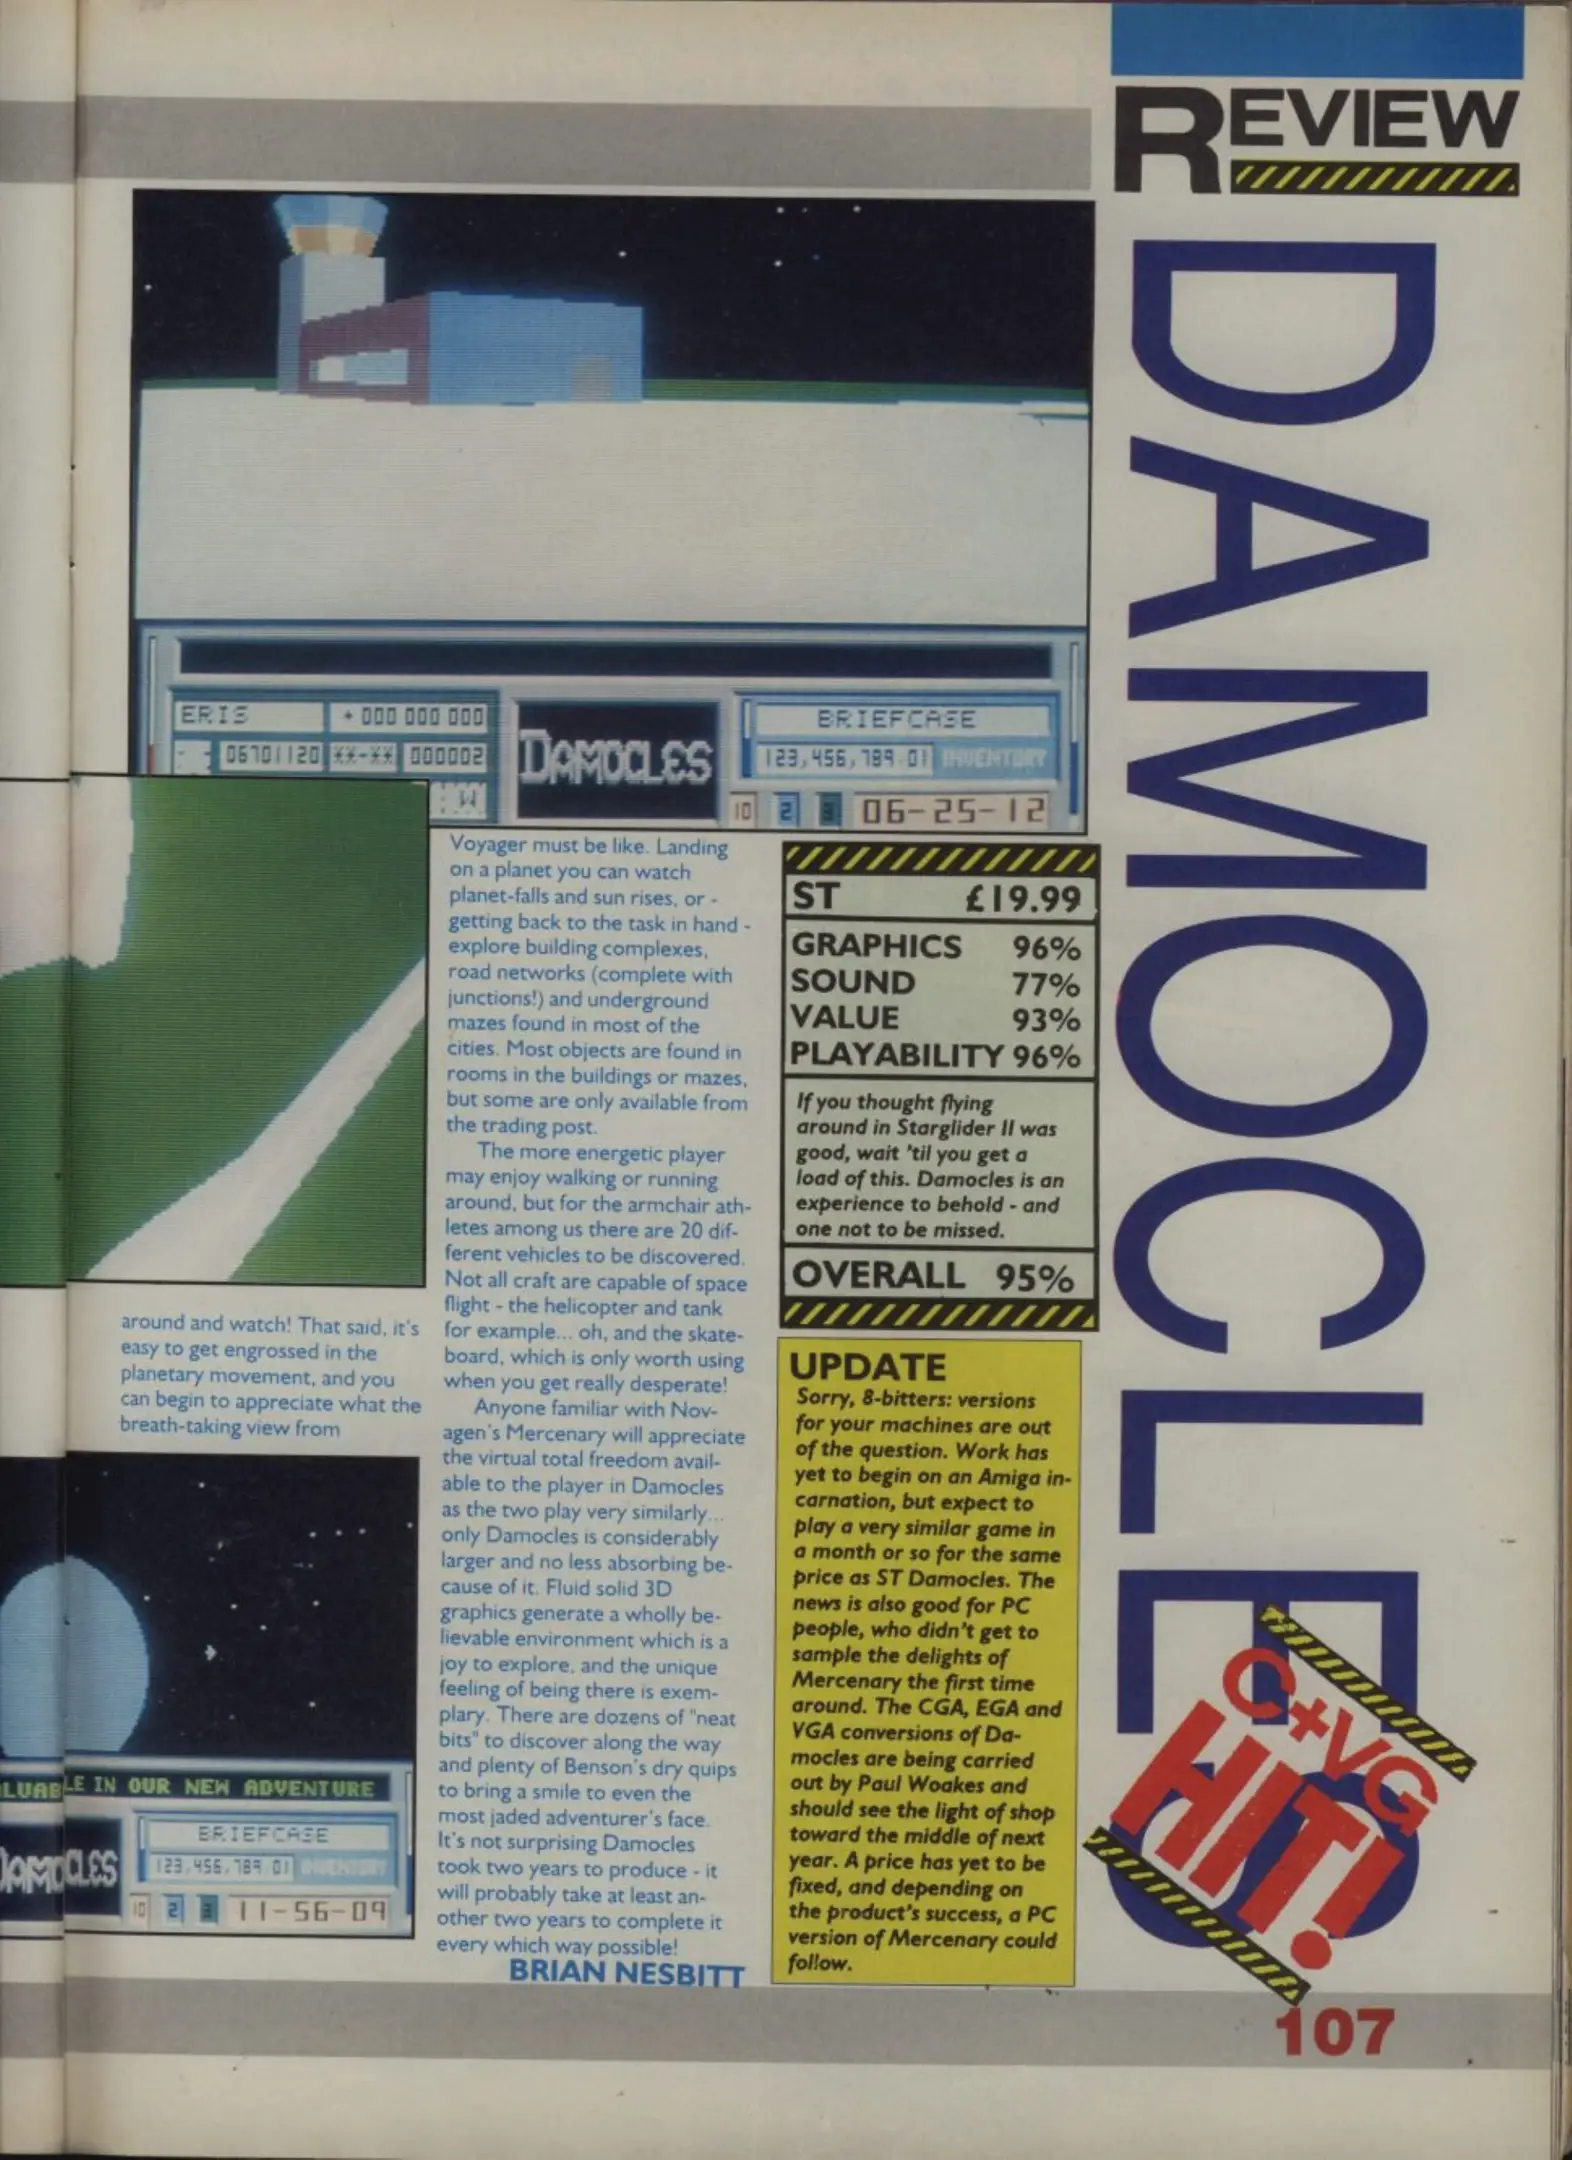 REVIEW
DAMOCLES
ERIS
+000 000 000
06701120 **-** 000002
W
DAMOCLES
BRIEFCASE
123,456,789.01 INVENTORY
10 2 3 06-25-12
around and watch! That said, it's
easy to get engrossed in the
planetary movement, and you
can begin to appreciate what the
breath-taking view from
LUABLE IN OUR NEW ADVENTURE
DAMOCLES
BRIEFCASE
123,456,789.01 INVENTORY
10 2 3 11-56-09
Voyager must be like. Landing
on a planet you can watch
planet-falls and sun rises, or -
getting back to the task in hand -
explore building complexes,
road networks (complete with
junctions!) and underground
mazes found in most of the
cities. Most objects are found in
rooms in the buildings or mazes,
but some are only available from
the trading post.
The more energetic player
may enjoy walking or running
around, but for the armchair ath-
letes among us there are 20 dif-
ferent vehicles to be discovered.
Not all craft are capable of space
flight - the helicopter and tank
for example... oh, and the skate-
board, which is only worth using
when you get really desperate!
Anyone familiar with Nov-
agen's Mercenary will appreciate
the virtual total freedom avail-
able to the player in Damocles
as the two play very similarly...
only Damocles is considerably
larger and no less absorbing be-
cause of it. Fluid solid 3D
graphics generate a wholly be-
lievable environment which is a
joy to explore, and the unique
feeling of being there is exem-
plary. There are dozens of "neat
bits" to discover along the way
and plenty of Benson's dry quips
to bring a smile to even the
most jaded adventurer's face.
It's not surprising Damocles
took two years to produce - it
will probably take at least an-
other two years to complete it
every which way possible!
BRIAN NESBITT
ST £19.99
GRAPHICS 96%
SOUND 77%
VALUE 93%
PLAYABILITY 96%
If you thought flying
around in Starglider II was
good, wait 'til you get a
load of this. Damocles is an
experience to behold - and
one not to be missed.
OVERALL 95%
UPDATE
Sorry, 8-bitters: versions
for your machines are out
of the question. Work has
yet to begin on an Amiga in-
carnation, but expect to
play a very similar game in
a month or so for the same
price as ST Damocles. The
news is also good for PC
people, who didn't get to
sample the delights of
Mercenary the first time
around. The CGA, EGA and
VGA conversions of Da-
mocles are being carried
out by Paul Woakes and
should see the light of shop
toward the middle of next
year. A price has yet to be
fixed, and depending on
the product's success, a PC
version of Mercenary could
follow.
C+VG
HIT!
107